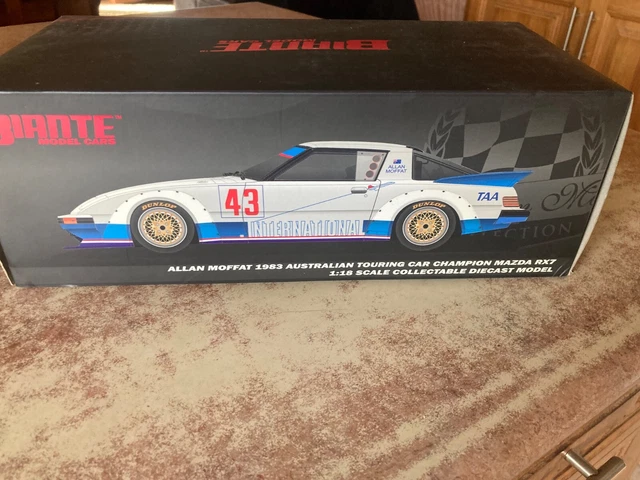 BIANTE
BIANTE™
MODEL CARS
ALLAN
MOFFAT
43
DUNLOP
DUNLOP
TAA
INTERNATIONAL
ALLAN MOFFAT 1983 AUSTRALIAN TOURING CAR CHAMPION MAZDA RX7
1:18 SCALE COLLECTABLE DIECAST MODEL